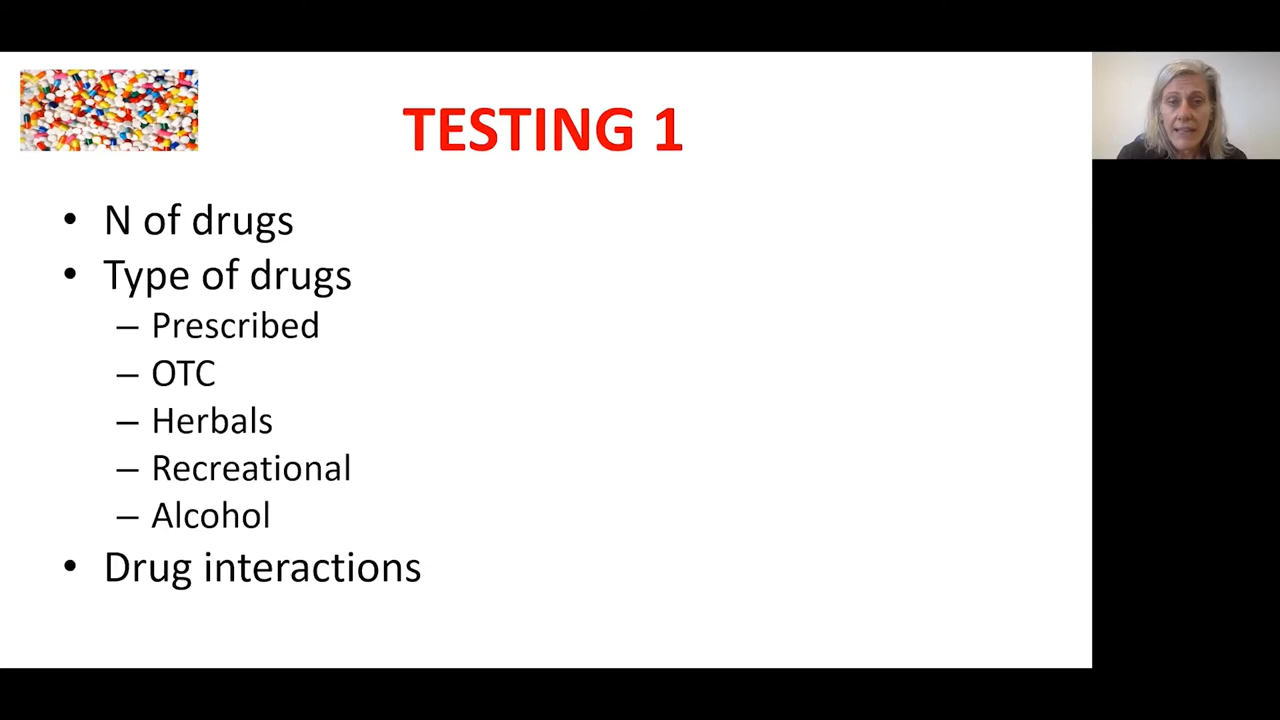 TESTING 1
• N of drugs
• Type of drugs
– Prescribed
– OTC
– Herbals
– Recreational
– Alcohol
• Drug interactions